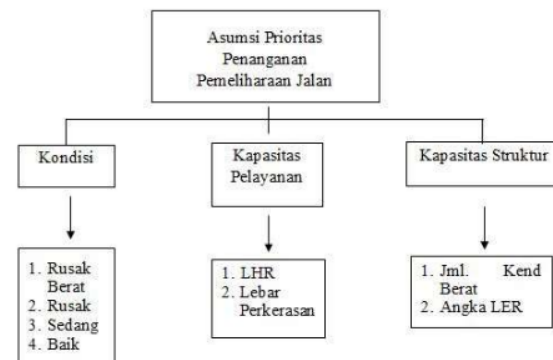 Asumsi Prioritas
Penanganan
Pemeliharaan Jalan
Kondisi
Kapasitas
Pelayanan
Kapasitas Struktur
1. Rusak
Berat
2. Rusak
3. Sedang
4. Baik
1. LHR
2. Lebar
Perkerasan
1. Jml. Kend
Berat
2. Angka LER